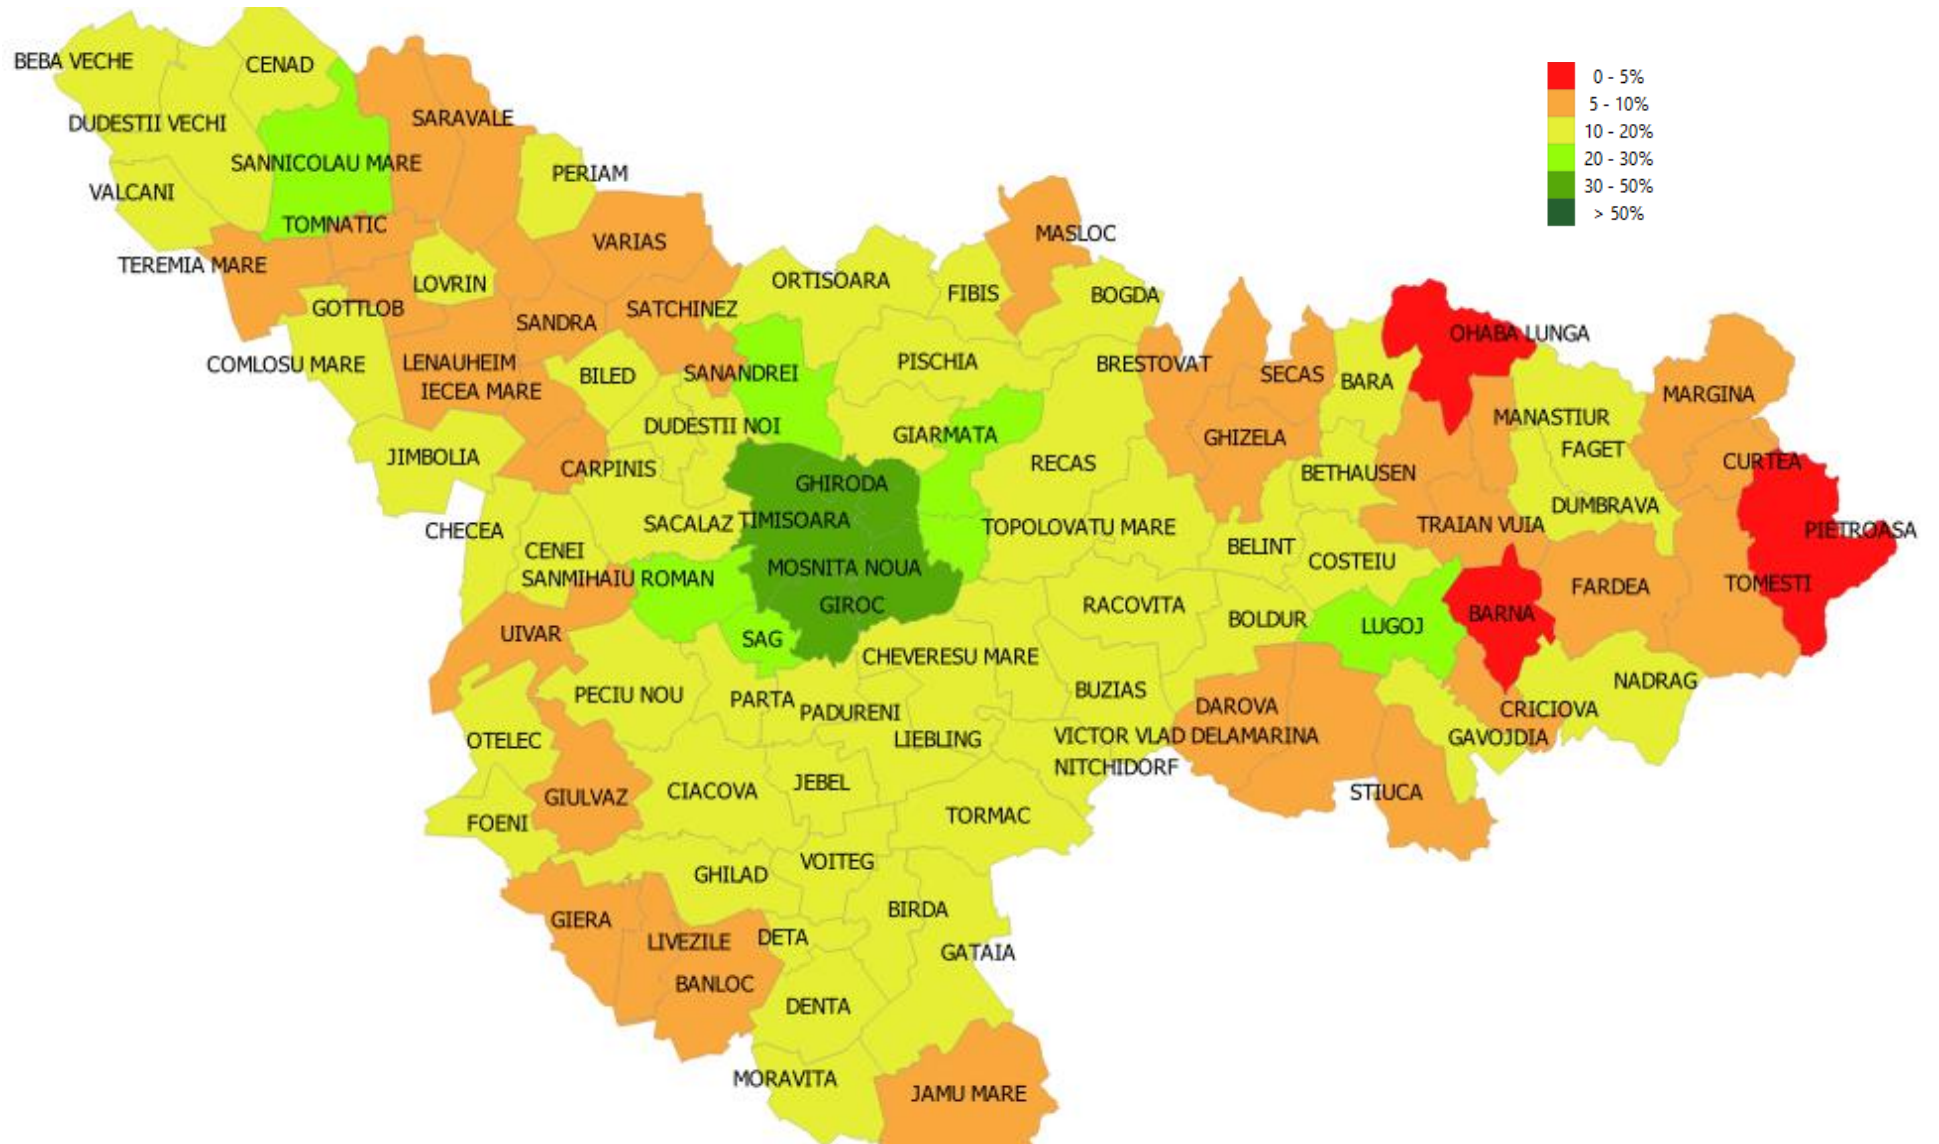 BEBA VECHE
CENAD
0 - 5%
5 - 10%
10 - 20%
20 - 30%
30 - 50%
> 50%
DUDESTII VECHI
SARAVALE
SANNICOLAU MARE
PERIAM
VALCANI
TOMNATIC
VARIAS
MASLOC
TEREMIA MARE
LOVRIN
ORTISOARA
FIBIS
BOGDA
GOTTLOB
SANDRA
SATCHINEZ
OHABA LUNGA
COMLOSU MARE
LENAUHEIM
IECEA MARE
BILED
SANANDREI
PISCHIA
BRESTOVAT
SECAS
BARA
MARGINA
DUDESTII NOI
GIARMATA
GHIZELA
MANASTIUR
FAGET
JIMBOLIA
CARPINIS
RECAS
BETHAUSEN
CURTEA
GHIRODA
DUMBRAVA
CHECEA
SACALAZ
TIMISOARA
TOPOLOVATU MARE
TRAIAN VUIA
PIETROASA
CENEI
BELINT
COSTEIU
SANMIHAIU ROMAN
MOSNITA NOUA
FARDEA
TOMESTI
GIROC
RACOVITA
BOLDUR
LUGOJ
BARNA
UIVAR
SAG
CHEVERESU MARE
PECIU NOU
PARTA
PADURENI
BUZIAS
DAROVA
CRICIOVA
NADRAG
OTELEC
LIEBLING
VICTOR VLAD DELAMARINA
GAVOJDIA
NITCHIDORF
GIULVAZ
CIACOVA
JEBEL
STIUCA
FOENI
TORMAC
GHILAD
VOITEG
BIRDA
GIERA
LIVEZILE
DETA
GATAIA
BANLOC
DENTA
MORAVITA
JAMU MARE